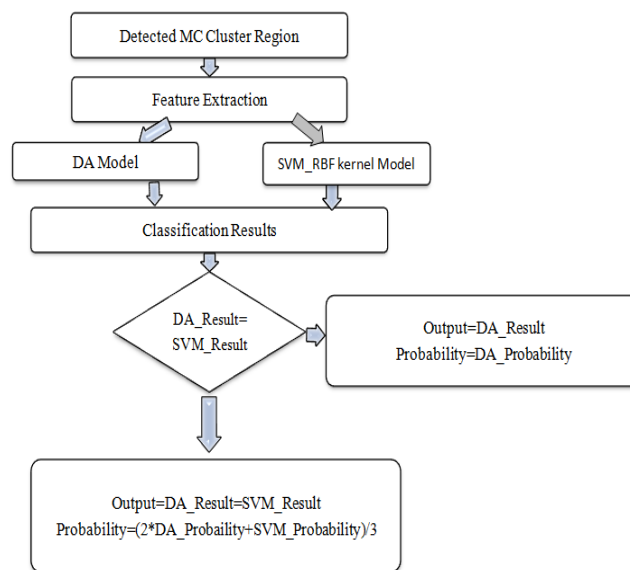 Detected MC Cluster Region
Feature Extraction
DA Model
SVM_RBF kernel Model
Classification Results
DA_Result=
SVM_Result
Output=DA_Result
Probability=DA_Probability
Output=DA_Result=SVM_Result
Probability=(2*DA_Probaility+SVM_Probability)/3